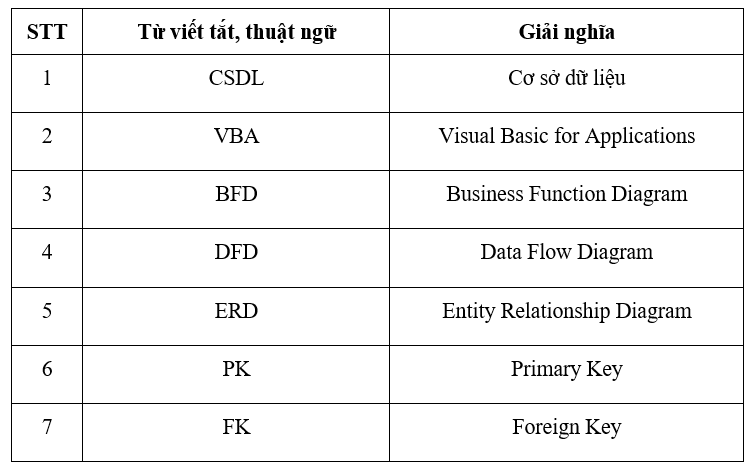 STT Từ viết tắt, thuật ngữ Giải nghĩa
1 CSDL Cơ sở dữ liệu
2 VBA Visual Basic for Applications
3 BFD Business Function Diagram
4 DFD Data Flow Diagram
5 ERD Entity Relationship Diagram
6 PK Primary Key
7 FK Foreign Key